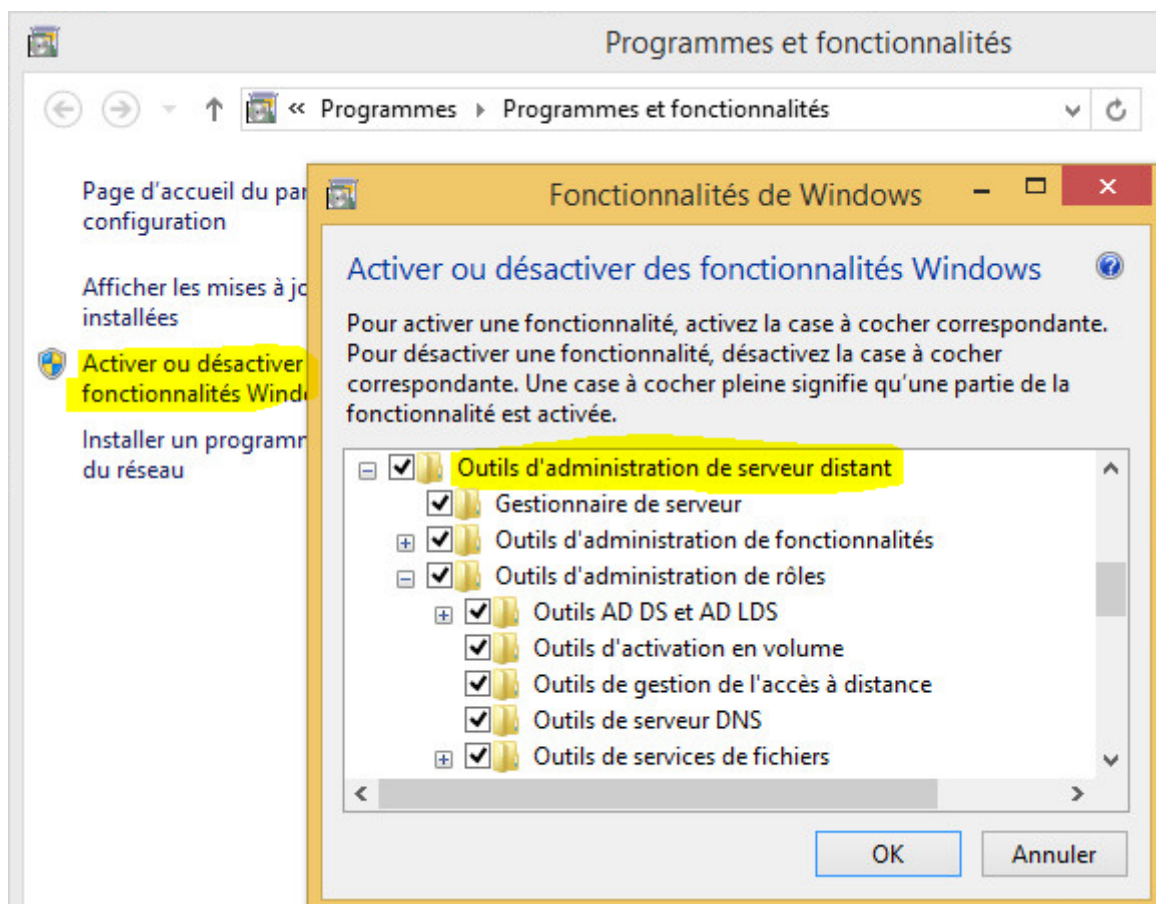 Programmes et fonctionnalités
« Programmes Programmes et fonctionnalités
Page d'accueil du
configuration
Afficher les mises à
installées
Activer ou désactiver
fonctionnalités
Installer un
du réseau
Fonctionnalités de Windows
Activer ou désactiver des fonctionnalités Windows
Pour activer une fonctionnalité, activez la case à cocher correspondante.
Pour désactiver une fonctionnalité, désactivez la case à cocher
correspondante. Une case à cocher pleine signifie qu'une partie de la
fonctionnalité est activée.
Outils d'administration de serveur distant
Gestionnaire de serveur
Outils d'administration de fonctionnalités
Outils d'administration de rôles
Outils AD DS et AD LDS
Outils d'activation en volume
Outils de gestion de l'accès à distance
Outils de serveur DNS
Outils de services de fichiers
OK
Annuler